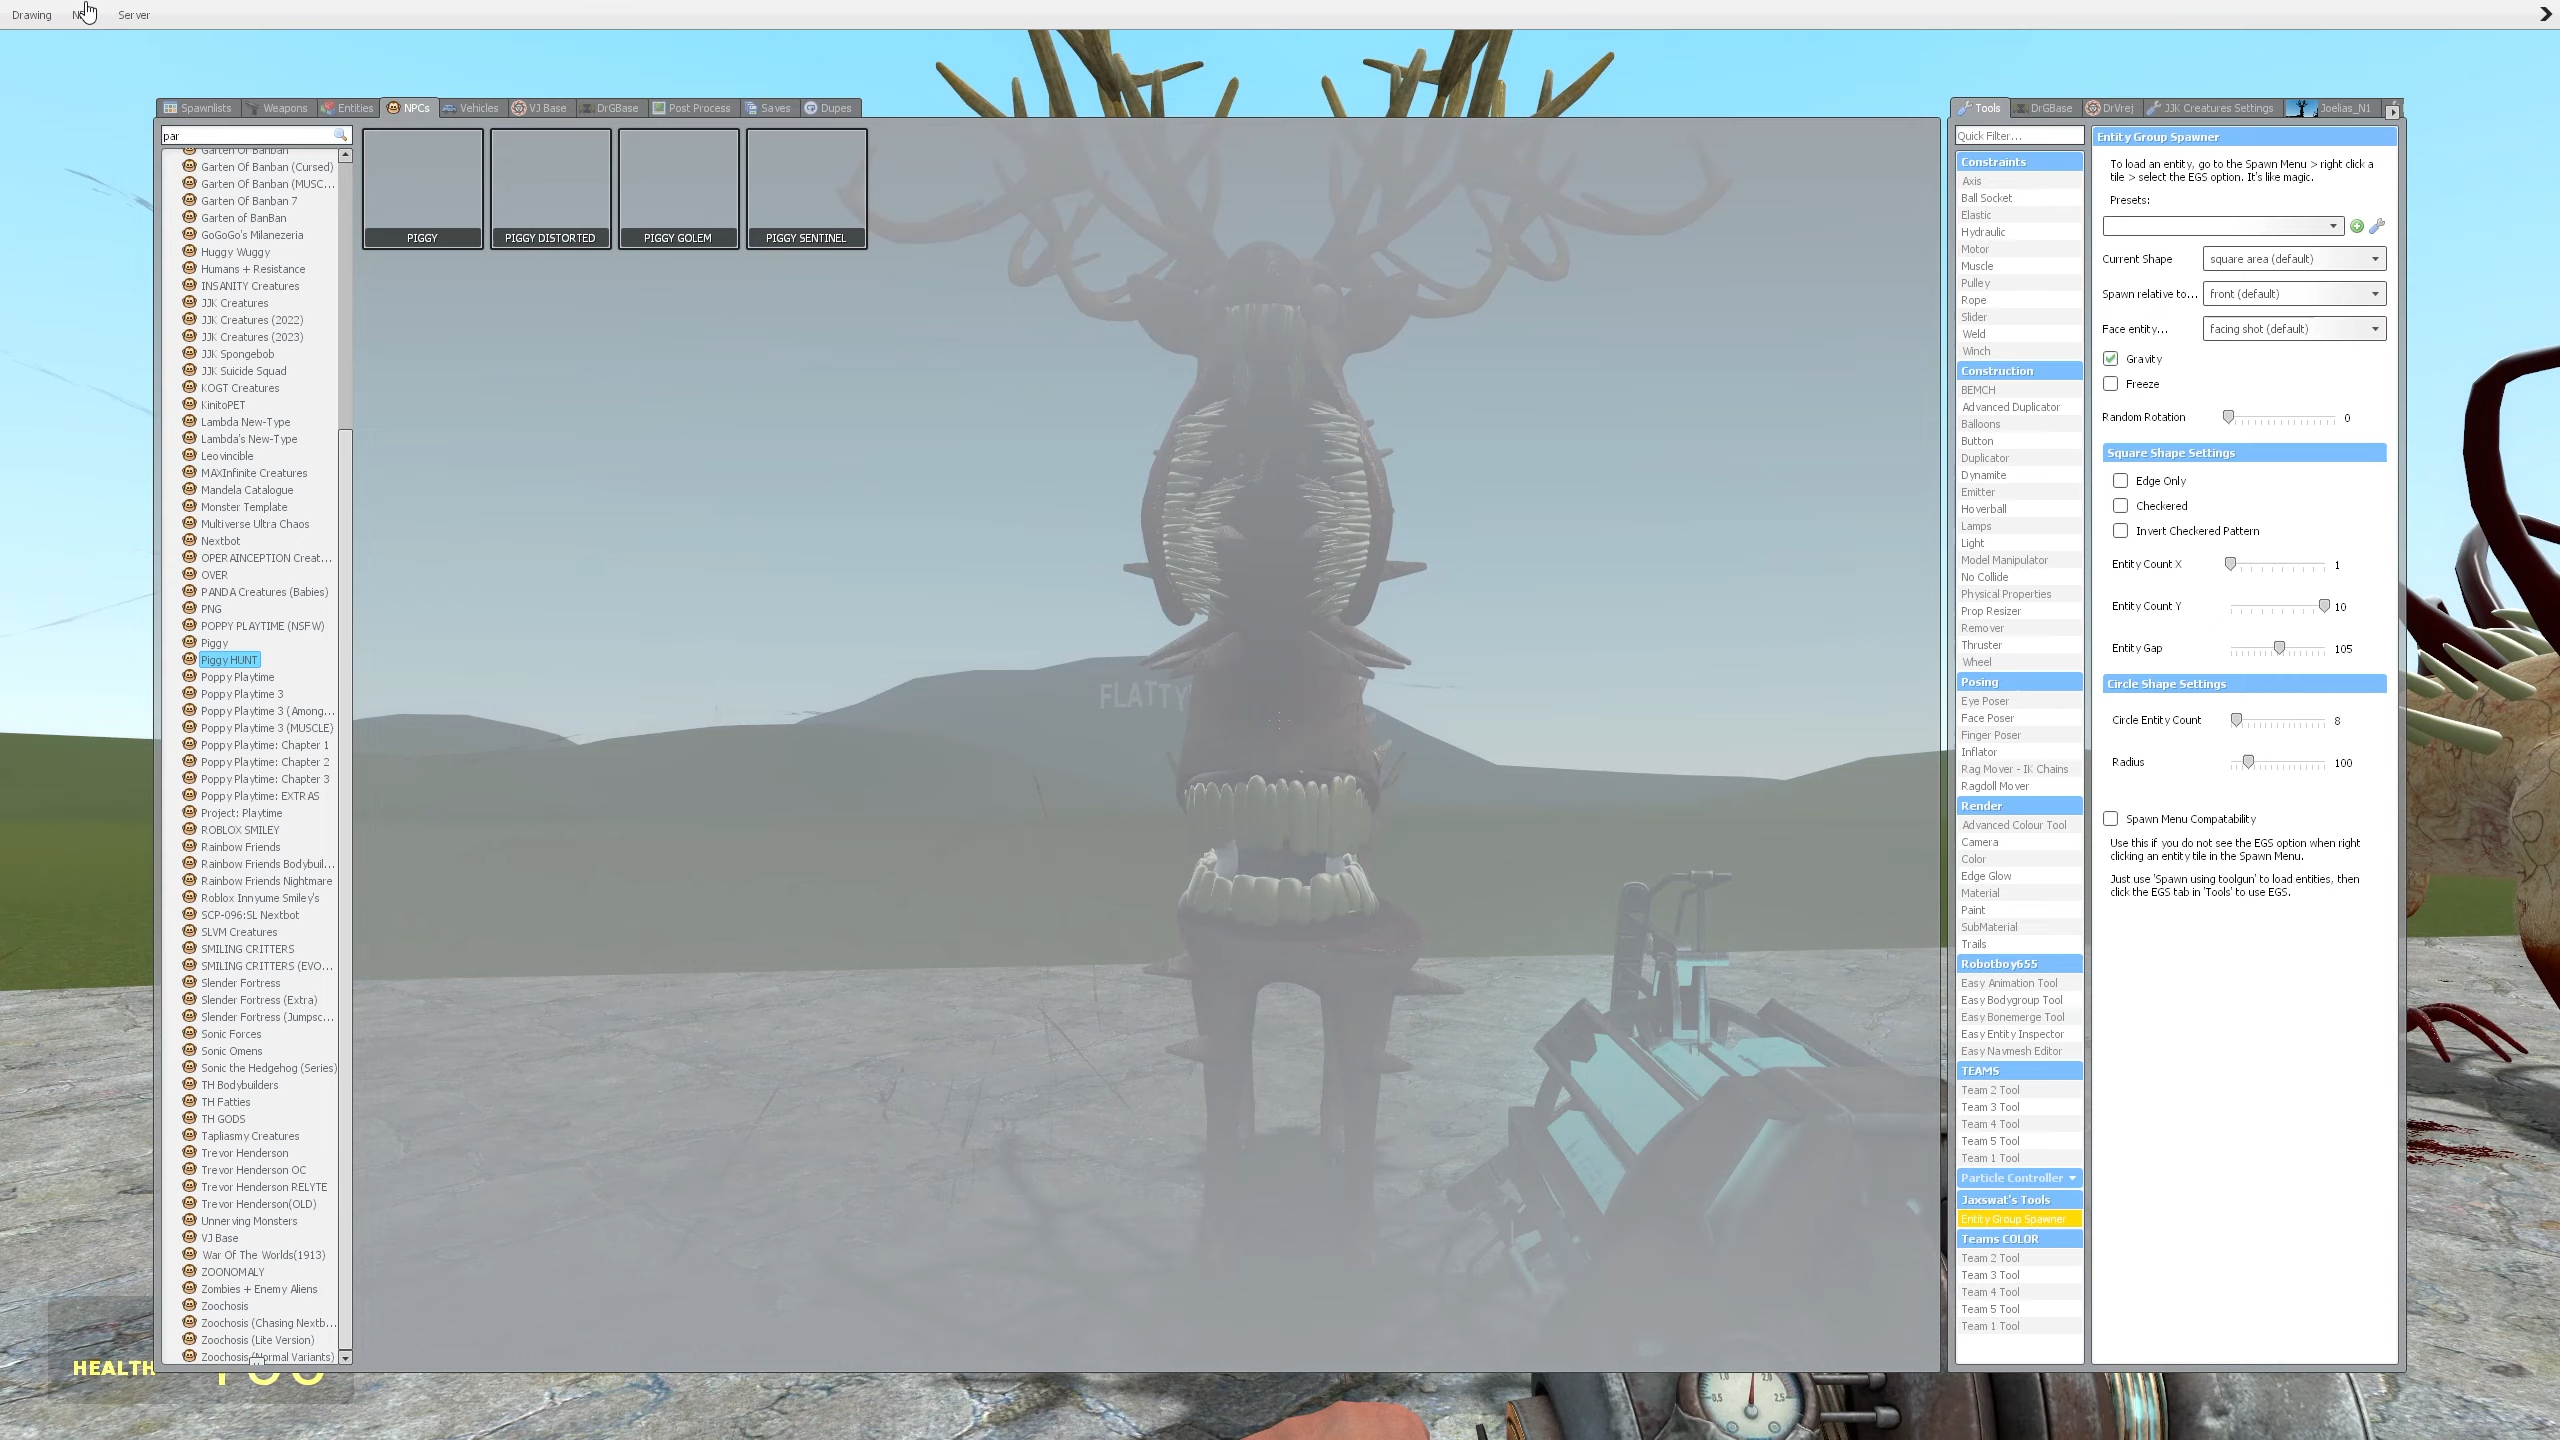 Drawing
Server
Spawnlists
Weapons
Entities
NPCs
Vehicles
VJ Base
DrGBase
Post Process
Saves
Dupes
par
Garten Of Banban
Garten Of Banban (Cursed)
Garten Of Banban (MUSC...
Garten Of Banban 7
Garten of BanBan
GoGoGo's Milanezeria
Huggy Wuggy
Humans + Resistance
INSANITY Creatures
JJK Creatures
JJK Creatures (2022)
JJK Creatures (2023)
JJK Spongebob
JJK Suicide Squad
KOGT Creatures
KinitoPET
Lambda New-Type
Lambda's New-Type
Leovincible
MAXInfinite Creatures
Mandela Catalogue
Monster Template
Multiverse Ultra Chaos
Nextbot
OPERAINCEPTION Creat...
OVER
PANDA Creatures (Babies)
PNG
POPPY PLAYTIME (NSFW)
Piggy
Piggy HUNT
Poppy Playtime
Poppy Playtime 3
Poppy Playtime 3 (Among...
Poppy Playtime 3 (MUSCLE)
Poppy Playtime: Chapter 1
Poppy Playtime: Chapter 2
Poppy Playtime: Chapter 3
Poppy Playtime: EXTRAS
Project: Playtime
ROBLOX SMILEY
Rainbow Friends
Rainbow Friends Bodybuil...
Rainbow Friends Nightmare
Roblox Innyume Smiley's
SCP-096:SL Nextbot
SLVM Creatures
SMILING CRITTERS
SMILING CRITTERS (EVO...
Slender Fortress
Slender Fortress (Extra)
Slender Fortress (Jumpsc...
Sonic Forces
Sonic Omens
Sonic the Hedgehog (Series)
TH Bodybuilders
TH Fatties
TH GODS
Tapliasmy Creatures
Trevor Henderson
Trevor Henderson OC
Trevor Henderson RELYTE
Trevor Henderson(OLD)
Unnerving Monsters
VJ Base
War Of The Worlds(1913)
ZOONOMALY
Zombies + Enemy Aliens
Zoochosis
Zoochosis (Chasing Nextb...
Zoochosis (Lite Version)
Zoochosis (Normal Variants)
PIGGY
PIGGY DISTORTED
PIGGY GOLEM
PIGGY SENTINEL
FLATTY
HEALTH
100
Tools
DrGBase
DrVrej
JJK Creatures Settings
Joelias_N1
Quick Filter...
Constraints
Axis
Ball Socket
Elastic
Hydraulic
Motor
Muscle
Pulley
Rope
Slider
Weld
Winch
Construction
BEMCH
Advanced Duplicator
Balloons
Button
Duplicator
Dynamite
Emitter
Hoverball
Lamps
Light
Model Manipulator
No Collide
Physical Properties
Prop Resizer
Remover
Thruster
Wheel
Posing
Eye Poser
Face Poser
Finger Poser
Inflator
Rag Mover - IK Chains
Ragdoll Mover
Render
Advanced Colour Tool
Camera
Color
Edge Glow
Material
Paint
SubMaterial
Trails
Robotboy655
Easy Animation Tool
Easy Bodygroup Tool
Easy Bonemerge Tool
Easy Entity Inspector
Easy Navmesh Editor
TEAMS
Team 2 Tool
Team 3 Tool
Team 4 Tool
Team 5 Tool
Team 1 Tool
Particle Controller
Jaxswat's Tools
Entity Group Spawner
Teams COLOR
Team 2 Tool
Team 3 Tool
Team 4 Tool
Team 5 Tool
Team 1 Tool
Entity Group Spawner
To load an entity, go to the Spawn Menu > right click a
tile > select the EGS option. It's like magic.
Presets:
Current Shape square area (default)
Spawn relative to... front (default)
Face entity... facing shot (default)
Gravity
Freeze
Random Rotation 0
Square Shape Settings
Edge Only
Checkered
Invert Checkered Pattern
Entity Count X 1
Entity Count Y 10
Entity Gap 105
Circle Shape Settings
Circle Entity Count 8
Radius 100
Spawn Menu Compatability
Use this if you do not see the EGS option when right
clicking an entity tile in the Spawn Menu.
Just use 'Spawn using toolgun' to load entities, then
click the EGS tab in 'Tools' to use EGS.